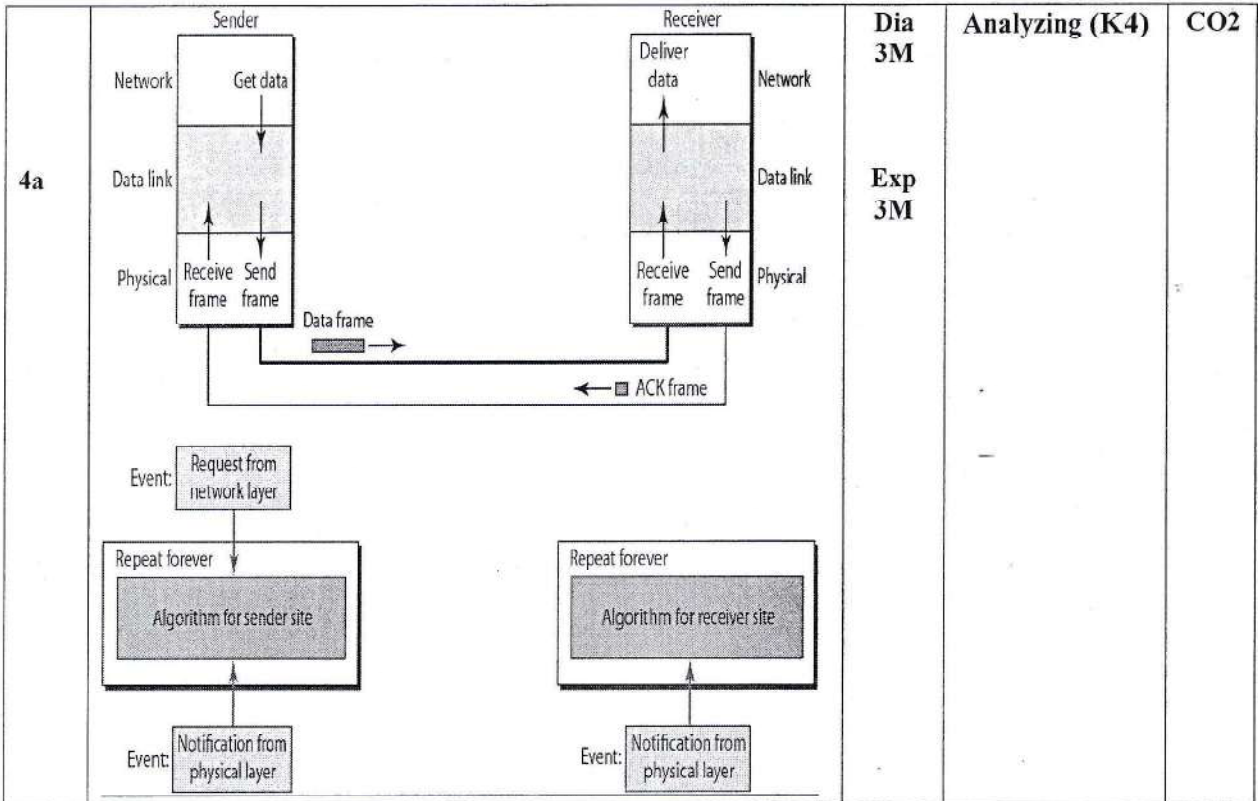 4a
Sender
Receiver
Network
Get data
Deliver
data
Network
Data link
Data link
Physical
Receive
frame
Send
frame
Receive
frame
Send
frame
Physical
Data frame
ACK frame
Event:
Request from
network layer
Repeat forever
Algorithm for sender site
Repeat forever
Algorithm for receiver site
Event:
Notification from
physical layer
Event:
Notification from
physical layer
Dia
3M
Exp
3M
Analyzing (K4)
CO2